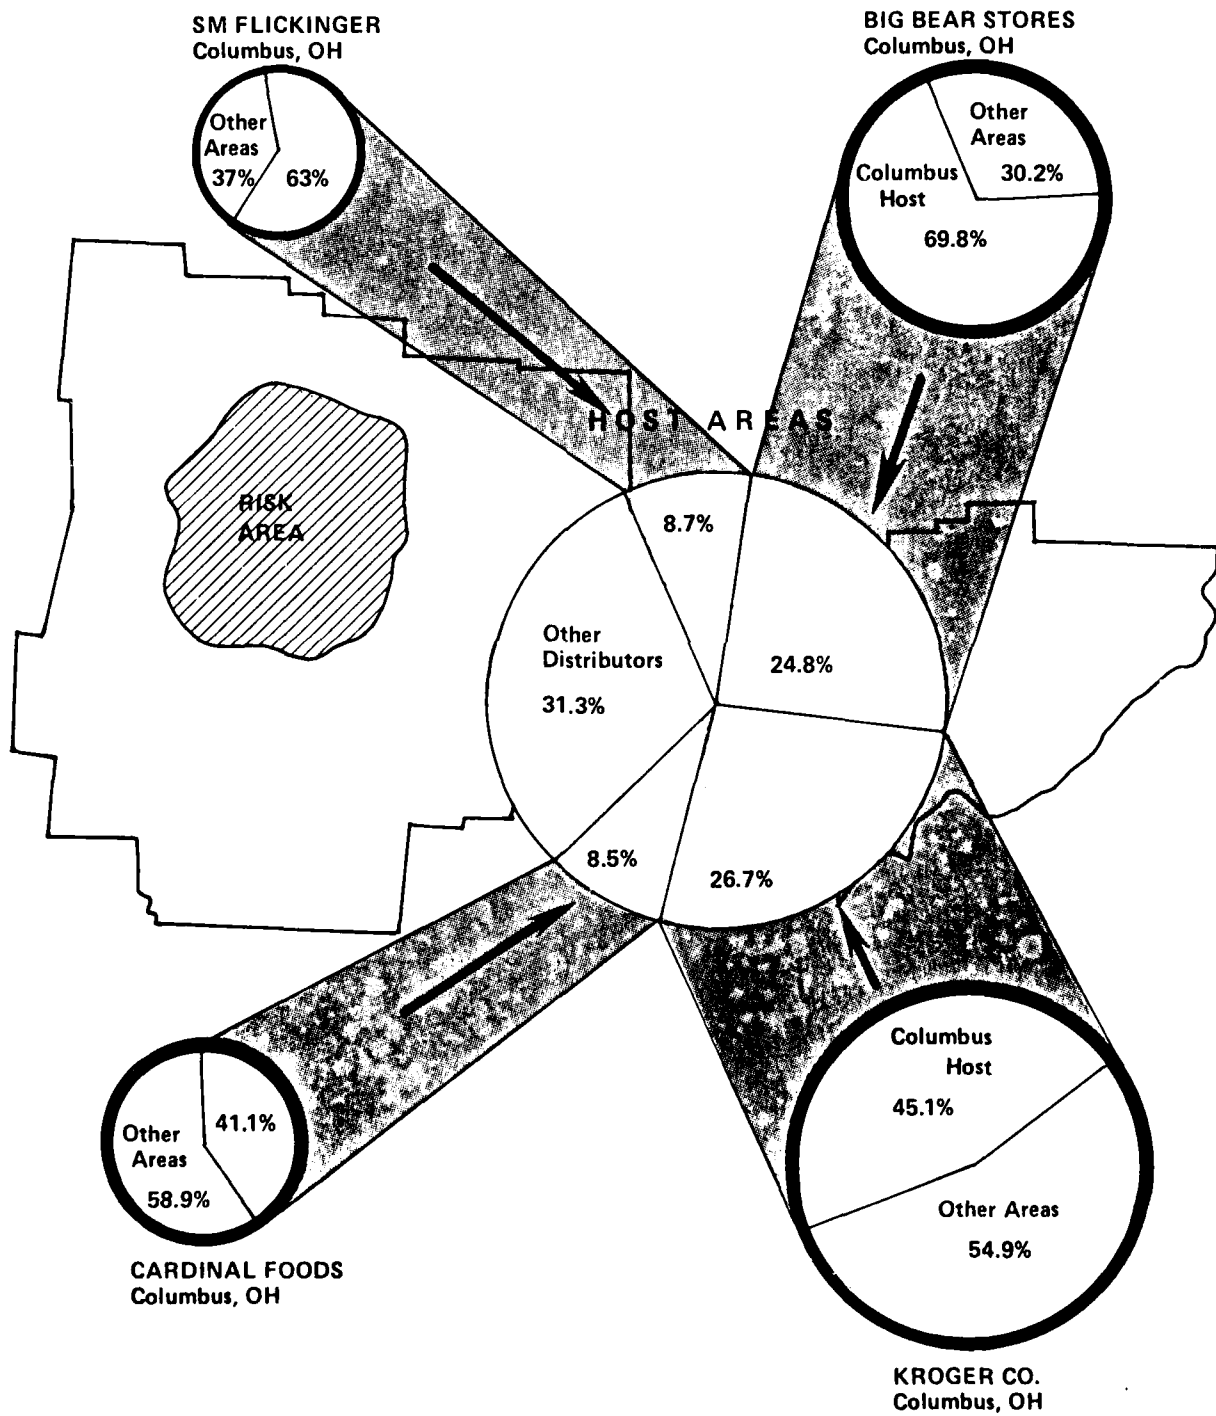 SM FLICKINGER
Columbus, OH
Other
Areas
37%
63%
BIG BEAR STORES
Columbus, OH
Other
Areas
30.2%
Columbus
Host
69.8%
HOST AREAS
RISK
AREA
8.7%
Other
Distributors
31.3%
24.8%
8.5%
26.7%
41.1%
Other
Areas
58.9%
CARDINAL FOODS
Columbus, OH
Columbus
Host
45.1%
Other Areas
54.9%
KROGER CO.
Columbus, OH